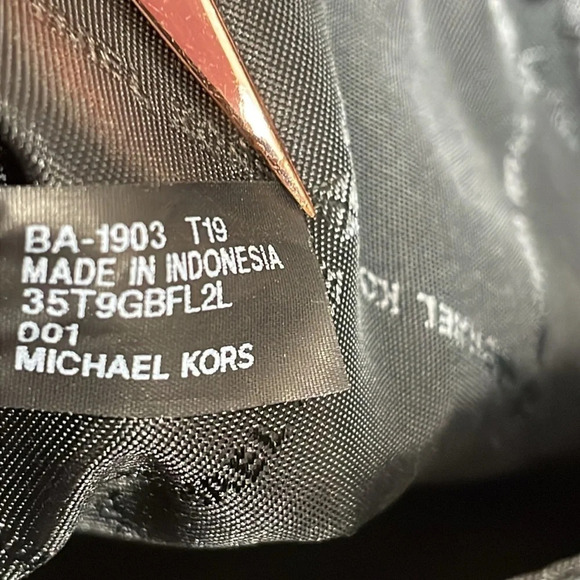 BA-1903 T19
MADE IN INDONESIA
35T9GBFL2L
001
MICHAEL KORS